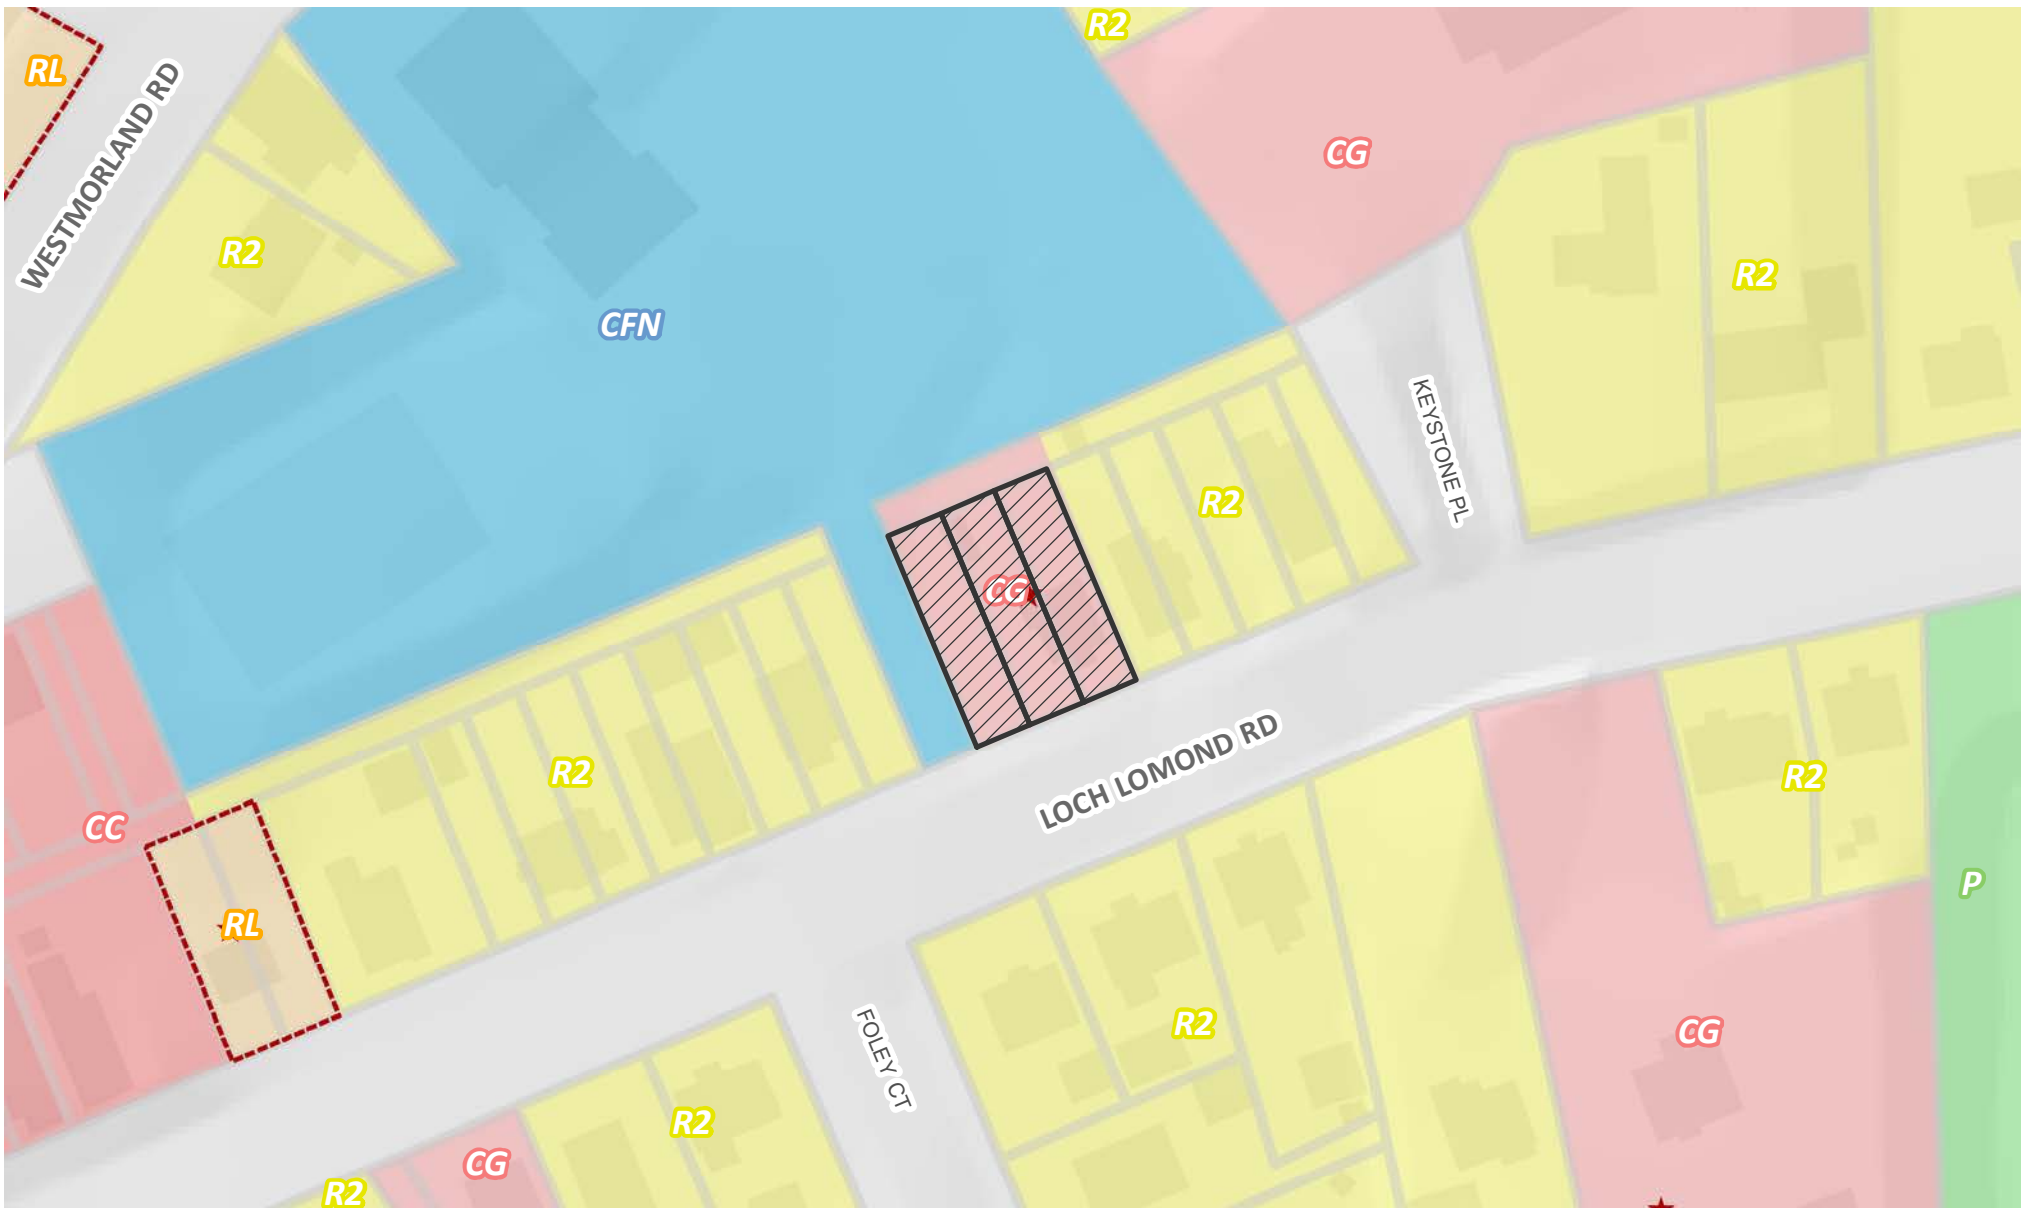 R2
RL
WESTMORLAND RD
CG
R2
R2
CFN
KEYSTONE PL
R2
CG
LOCH LOMOND RD
R2
R2
CC
P
RL
R2
CG
FOLEY CT
R2
CG
R2